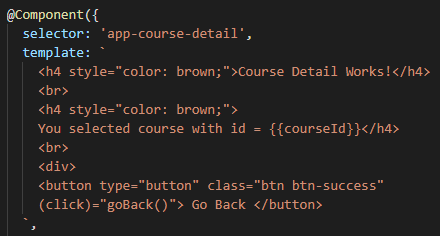 @Component({
selector: 'app-course-detail',
template: `
<h4 style="color: brown;">Course Detail Works!</h4>
<br>
<h4 style="color: brown;">
You selected course with id = {{courseId}}</h4>
<br>
<div>
<button type="button" class="btn btn-success"
(click)="goBack()"> Go Back </button>
`,